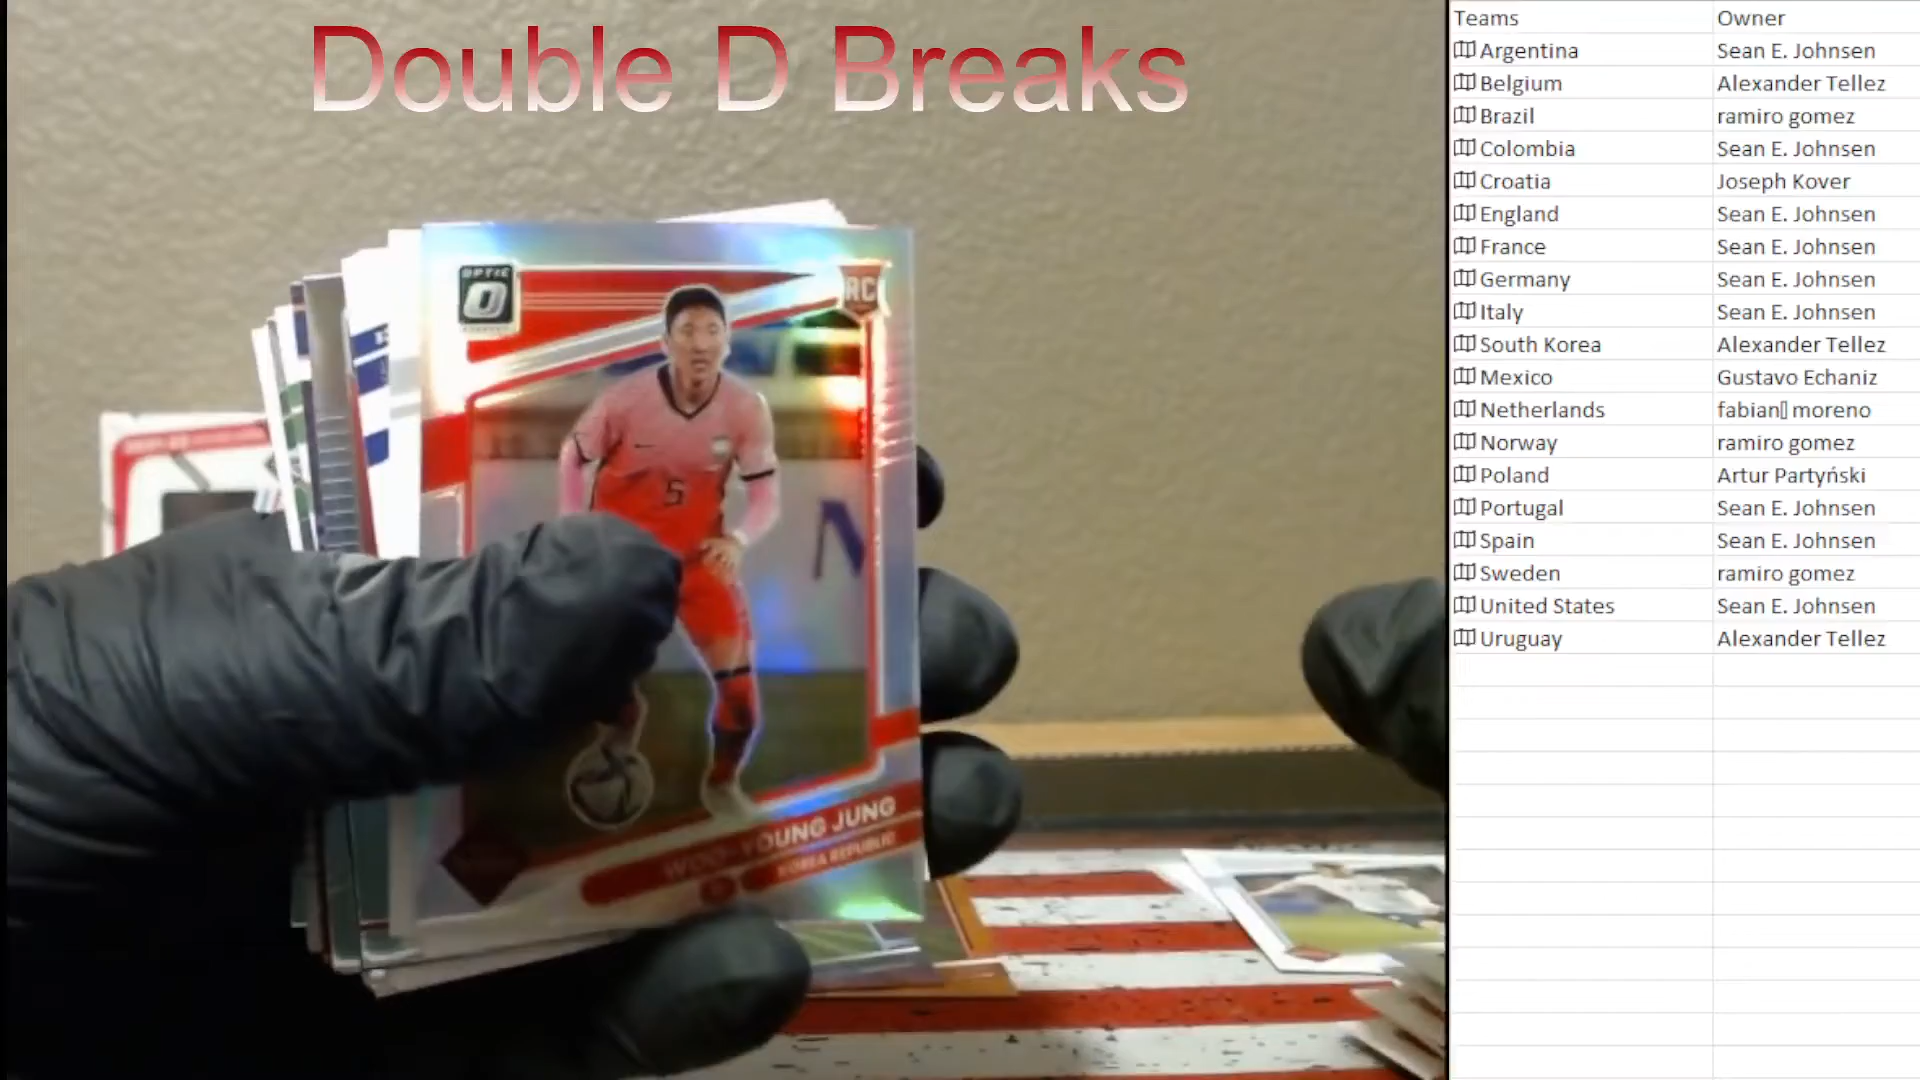 Double D Breaks
OPTIC
RC
5
N
WOO-YOUNG JUNG
KOREA REPUBLIC
Teams Owner
Argentina Sean E. Johnsen
Belgium Alexander Tellez
Brazil ramiro gomez
Colombia Sean E. Johnsen
Croatia Joseph Kover
England Sean E. Johnsen
France Sean E. Johnsen
Germany Sean E. Johnsen
Italy Sean E. Johnsen
South Korea Alexander Tellez
Mexico Gustavo Echaniz
Netherlands fabian moreno
Norway ramiro gomez
Poland Artur Partyński
Portugal Sean E. Johnsen
Spain Sean E. Johnsen
Sweden ramiro gomez
United States Sean E. Johnsen
Uruguay Alexander Tellez